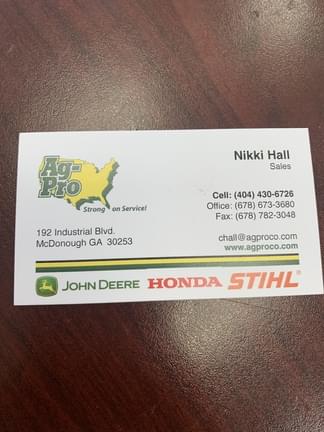 Ag-
Pro
Strong on Service!
Nikki Hall
Sales
Cell: (404) 430-6726
Office: (678) 673-3680
Fax: (678) 782-3048
192 Industrial Blvd.
McDonough GA 30253
chall@agproco.com
www.agproco.com
JOHN DEERE HONDA STIHL®